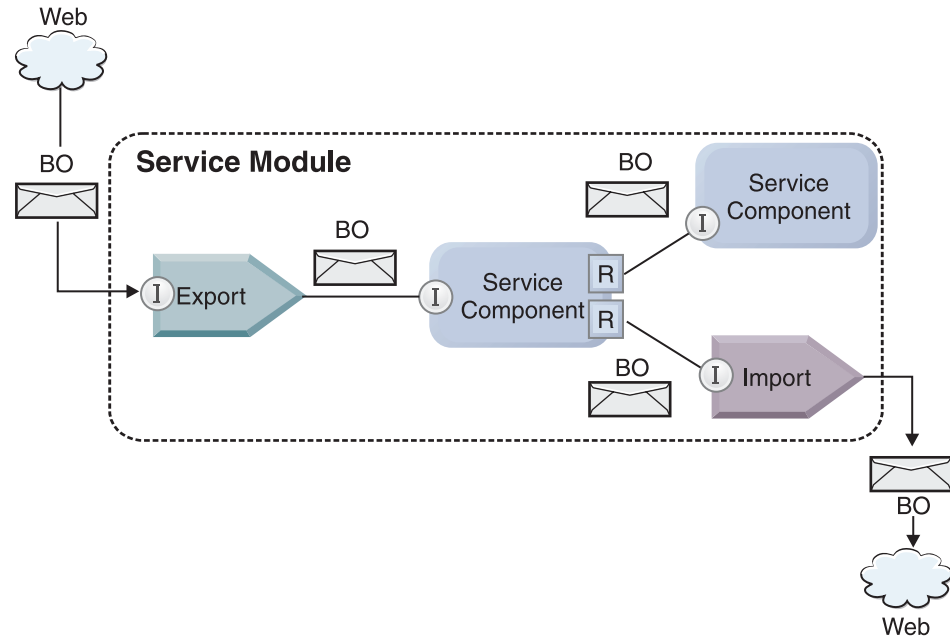 Web
BO
Service Module
BO
Service
Component
I
BO
I
Export
I
Service
Component
R
R
BO
I
Import
BO
Web